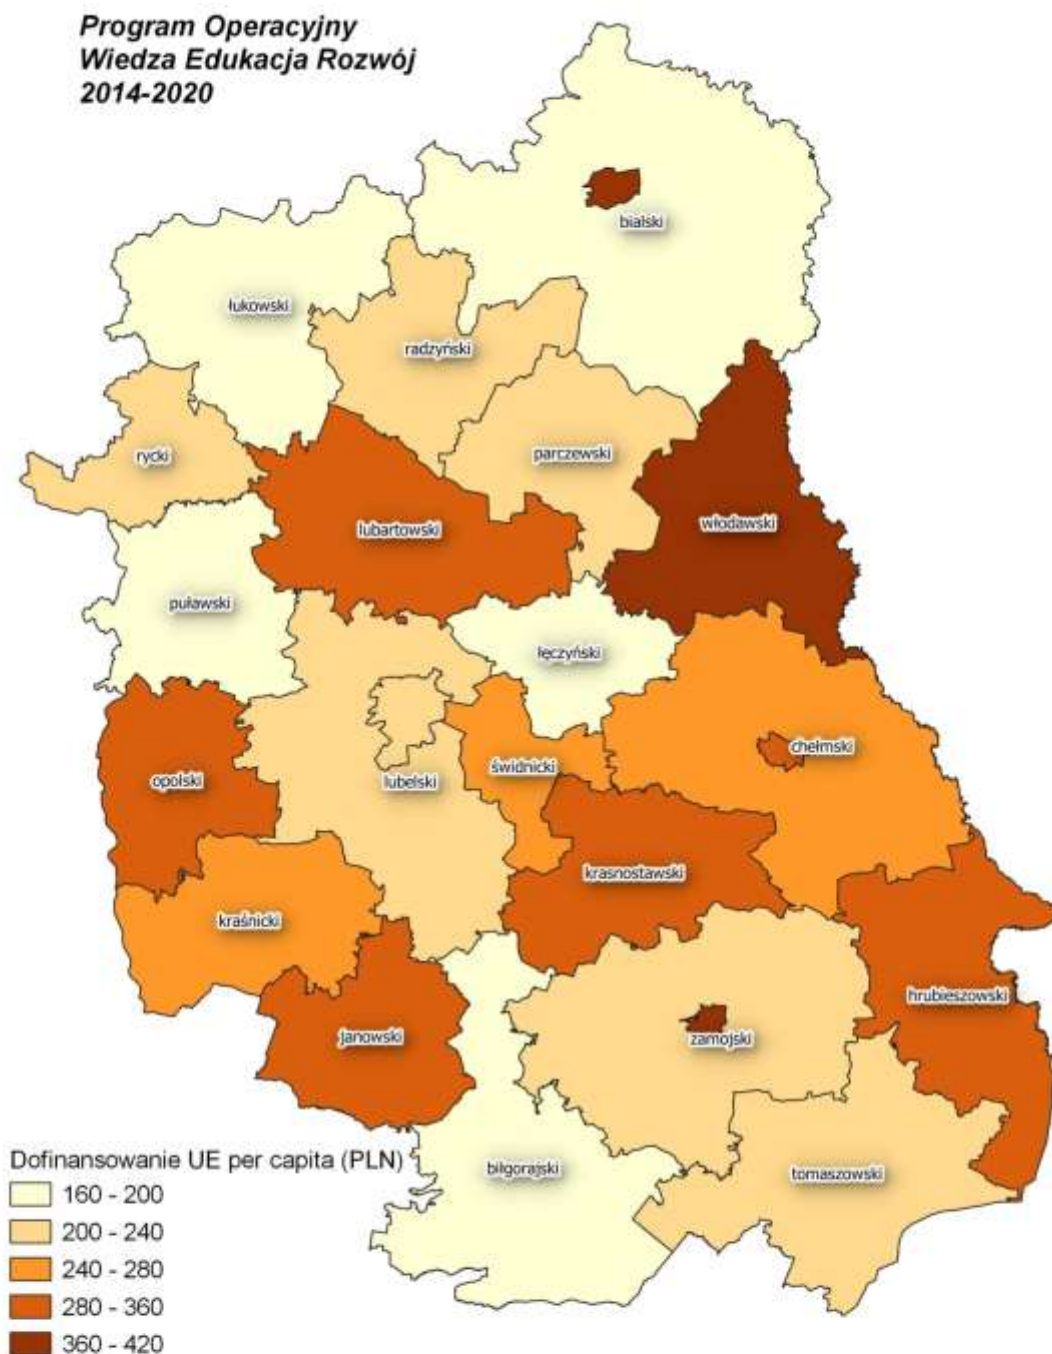 Program Operacyjny
Wiedza Edukacja Rozwój
2014-2020
bialski
łukowski
radzyński
rycki
parczewski
lubartowski
włodawski
puławski
łęczyński
opolski
lubelski
świdnicki
chełmski
krasnostawski
kraśnicki
hrubieszowski
janowski
zamojski
biłgorajski
tomaszowski
Dofinansowanie UE per capita (PLN)
160 - 200
200 - 240
240 - 280
280 - 360
360 - 420